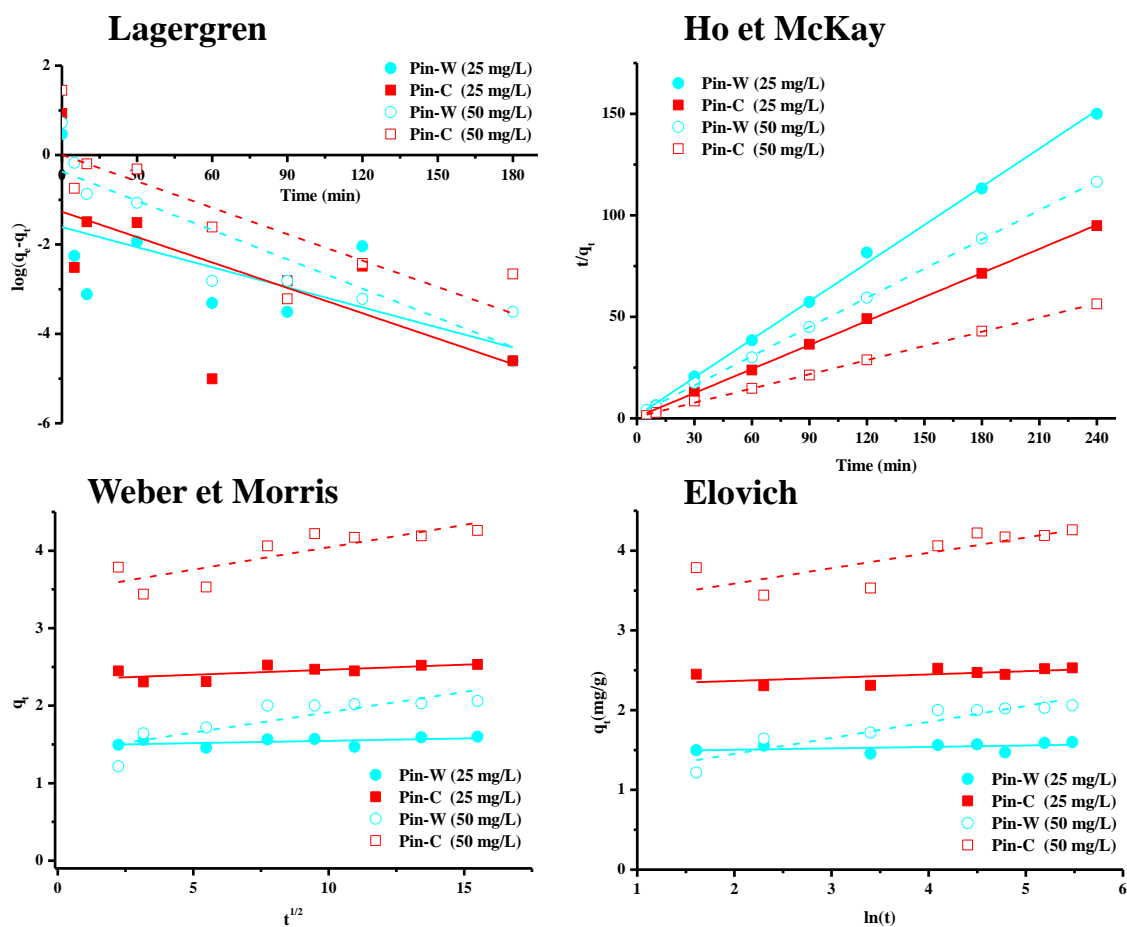 Lagergren
2
0
-2
-4
-6
0
30
60
90
120
150
180
Time (min)
log(qe-qt)
Pin-W (25 mg/L)
Pin-C (25 mg/L)
Pin-W (50 mg/L)
Pin-C (50 mg/L)
Ho et McKay
150
100
50
0
0
30
60
90
120
150
180
210
240
Time (min)
t/qt
Pin-W (25 mg/L)
Pin-C (25 mg/L)
Pin-W (50 mg/L)
Pin-C (50 mg/L)
Weber et Morris
4
3
2
1
0
0
5
10
15
t1/2
qt
Pin-W (25 mg/L)
Pin-C (25 mg/L)
Pin-W (50 mg/L)
Pin-C (50 mg/L)
Elovich
4
3
2
1
0
1
2
3
4
5
6
ln(t)
qt(mg/g)
Pin-W (25 mg/L)
Pin-C (25 mg/L)
Pin-W (50 mg/L)
Pin-C (50 mg/L)